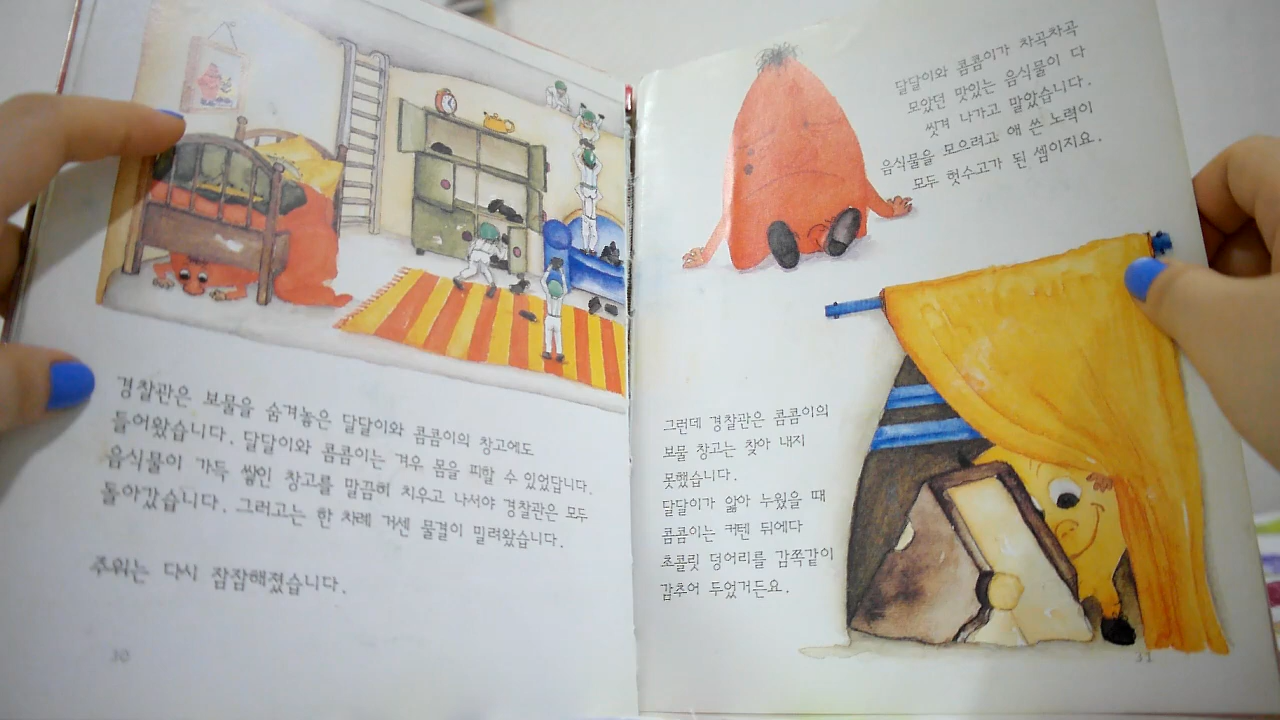 경찰관은 보물을 숨겨놓은 달달이와 콤콤이의 창고에도
들어왔습니다. 달달이와 콤콤이는 겨우 몸을 피할 수 있었답니다.
음식물이 가득 쌓인 창고를 말끔히 치우고 나서야 경찰관은 모두
돌아갔습니다. 그러고는 한 차례 거센 물결이 밀려왔습니다.
주위는 다시 잠잠해졌습니다.
30
달달이와 콤콤이가 차곡차곡
모았던 맛있는 음식물이 다
씻겨 나가고 말았습니다.
음식물을 모으려고 애 쓴 노력이
모두 헛수고가 된 셈이지요.
그런데 경찰관은 콤콤이의
보물 창고는 찾아 내지
못했습니다.
달달이가 앓아 누웠을 때
콤콤이는 커텐 뒤에다
초콜릿 덩어리를 감쪽같이
감추어 두었거든요.
31